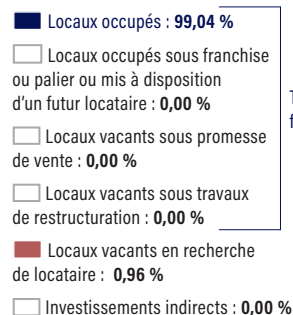 Locaux occupés : 99,04 %
Locaux occupés sous franchise
ou palier ou mis à disposition
d'un futur locataire : 0,00 %
Locaux vacants sous promesse
de vente : 0,00 %
Locaux vacants sous travaux
de restructuration : 0,00 %
Locaux vacants en recherche
de locataire : 0,96 %
Investissements indirects : 0,00 %